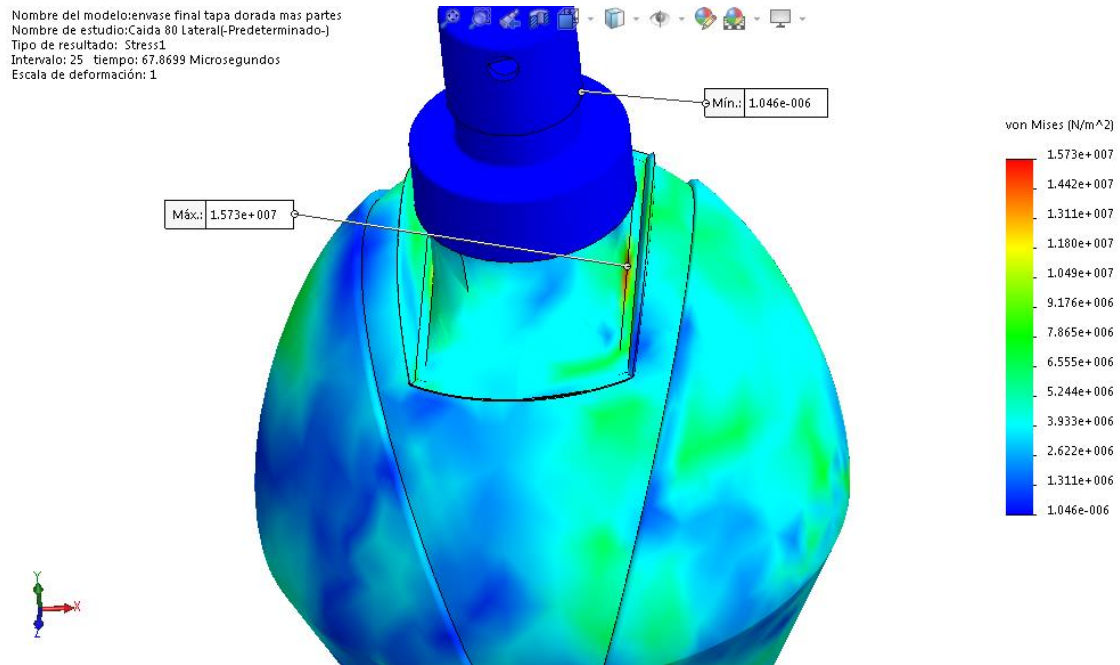 Nombre del modelo:envase final tapa dorada mas partes
Nombre de estudio:Caida 80 Lateral(-Predeterminado-)
Tipo de resultado: Stress1
Intervalo: 25 tiempo: 67.8699 Microsegundos
Escala de deformación: 1
Mín.: 1.046e-006
Máx.: 1.573e+007
von Mises (N/m^2)
1.573e+007
1.442e+007
1.311e+007
1.180e+007
1.049e+007
9.176e+006
7.865e+006
6.555e+006
5.244e+006
3.933e+006
2.622e+006
1.311e+006
1.046e-006
Y
X
Z